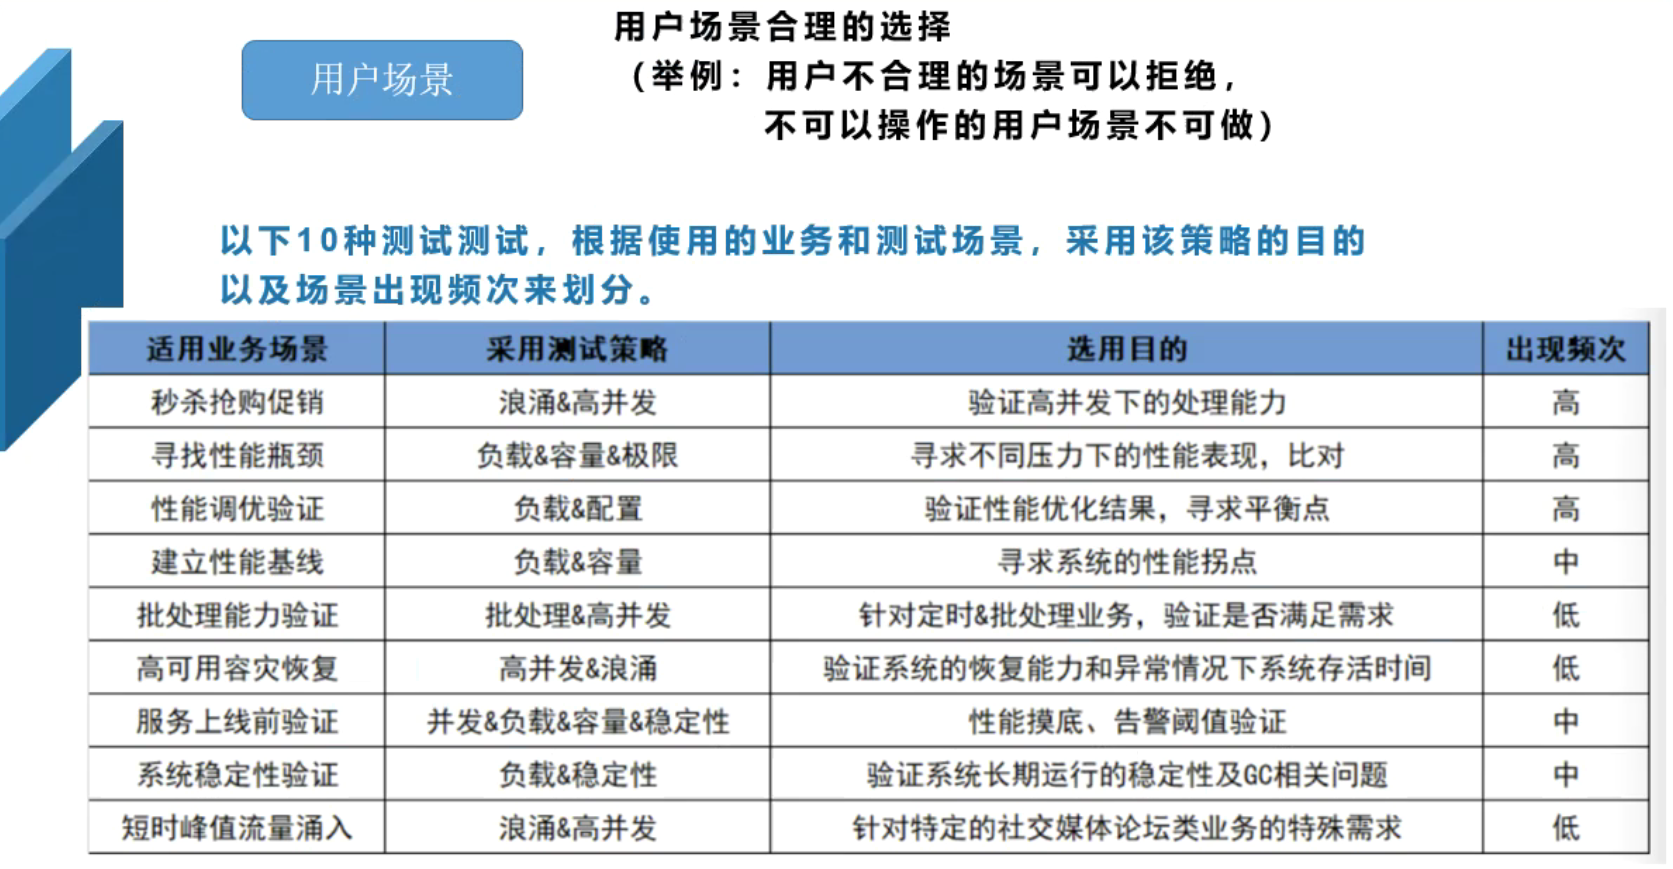 用户场景
用户场景合理的选择
（举例：用户不合理的场景可以拒绝，
不可以操作的用户场景不可做）
以下10种测试测试，根据使用的业务和测试场景，采用该策略的目的
以及场景出现频次来划分。
适用业务场景 采用测试策略 选用目的 出现频次
秒杀抢购促销 浪涌&高并发 验证高并发下的处理能力 高
寻找性能瓶颈 负载&容量&极限 寻求不同压力下的性能表现，比对 高
性能调优验证 负载&配置 验证性能优化结果，寻求平衡点 高
建立性能基线 负载&容量 寻求系统的性能拐点 中
批处理能力验证 批处理&高并发 针对定时&批处理业务，验证是否满足需求 低
高可用容灾恢复 高并发&浪涌 验证系统的恢复能力和异常情况下系统存活时间 低
服务上线前验证 并发&负载&容量&稳定性 性能摸底、告警阈值验证 中
系统稳定性验证 负载&稳定性 验证系统长期运行的稳定性及GC相关问题 中
短时峰值流量涌入 浪涌&高并发 针对特定的社交媒体论坛类业务的特殊需求 低